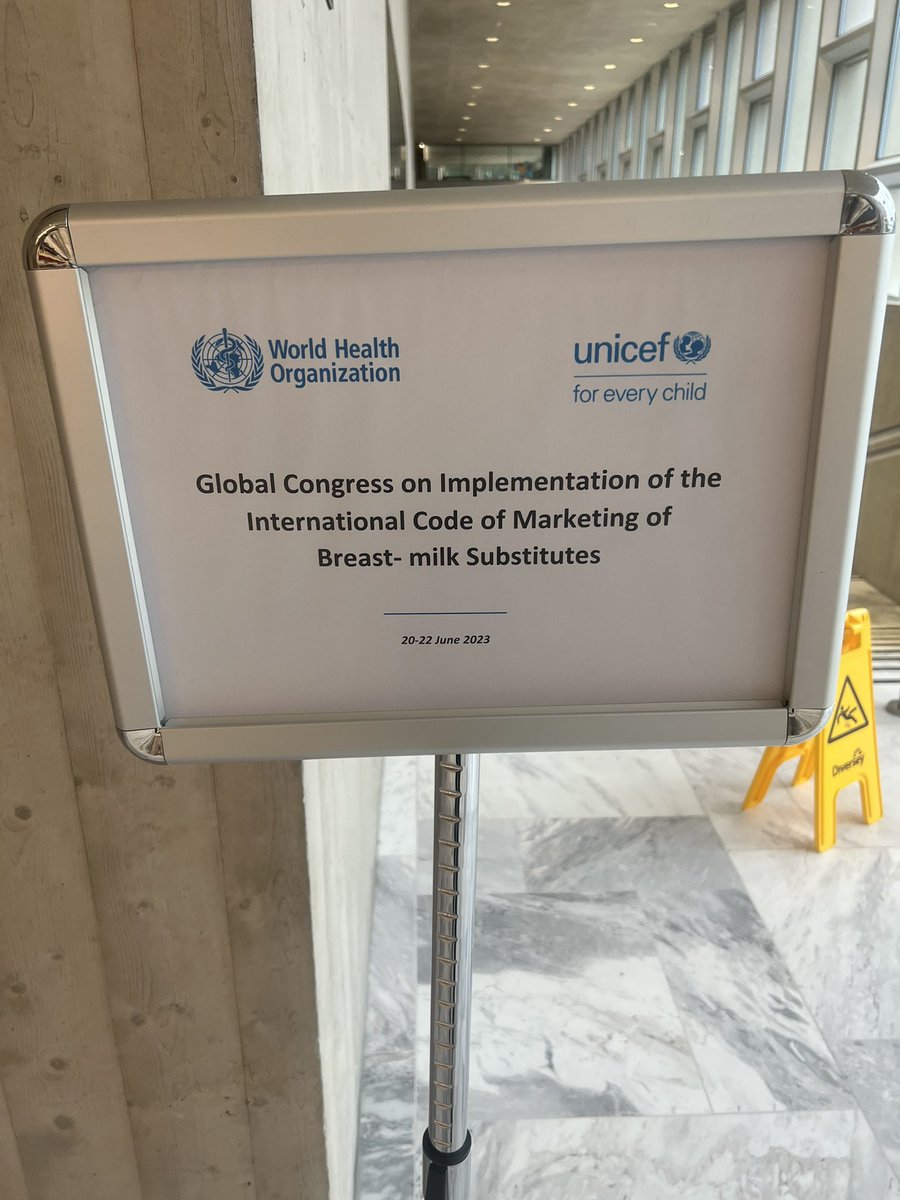 World Health
Organization
unicef
for every child
Global Congress on Implementation of the
International Code of Marketing of
Breast- milk Substitutes
20-22 June 2023
Diversey